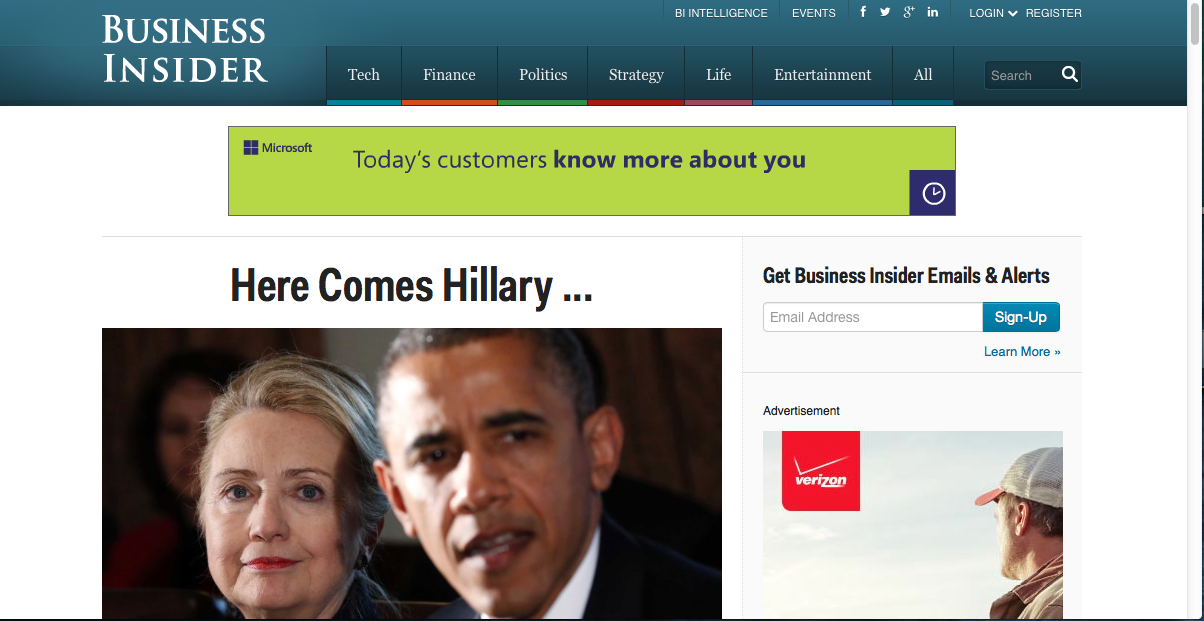 BI INTELLIGENCE EVENTS f g+ in LOGIN REGISTER
BUSINESS
INSIDER
Tech Finance Politics Strategy Life Entertainment All Search
Microsoft
Today's customers know more about you
Here Comes Hillary ...
Get Business Insider Emails & Alerts
Email Address Sign-Up
Learn More »
Advertisement
verizon